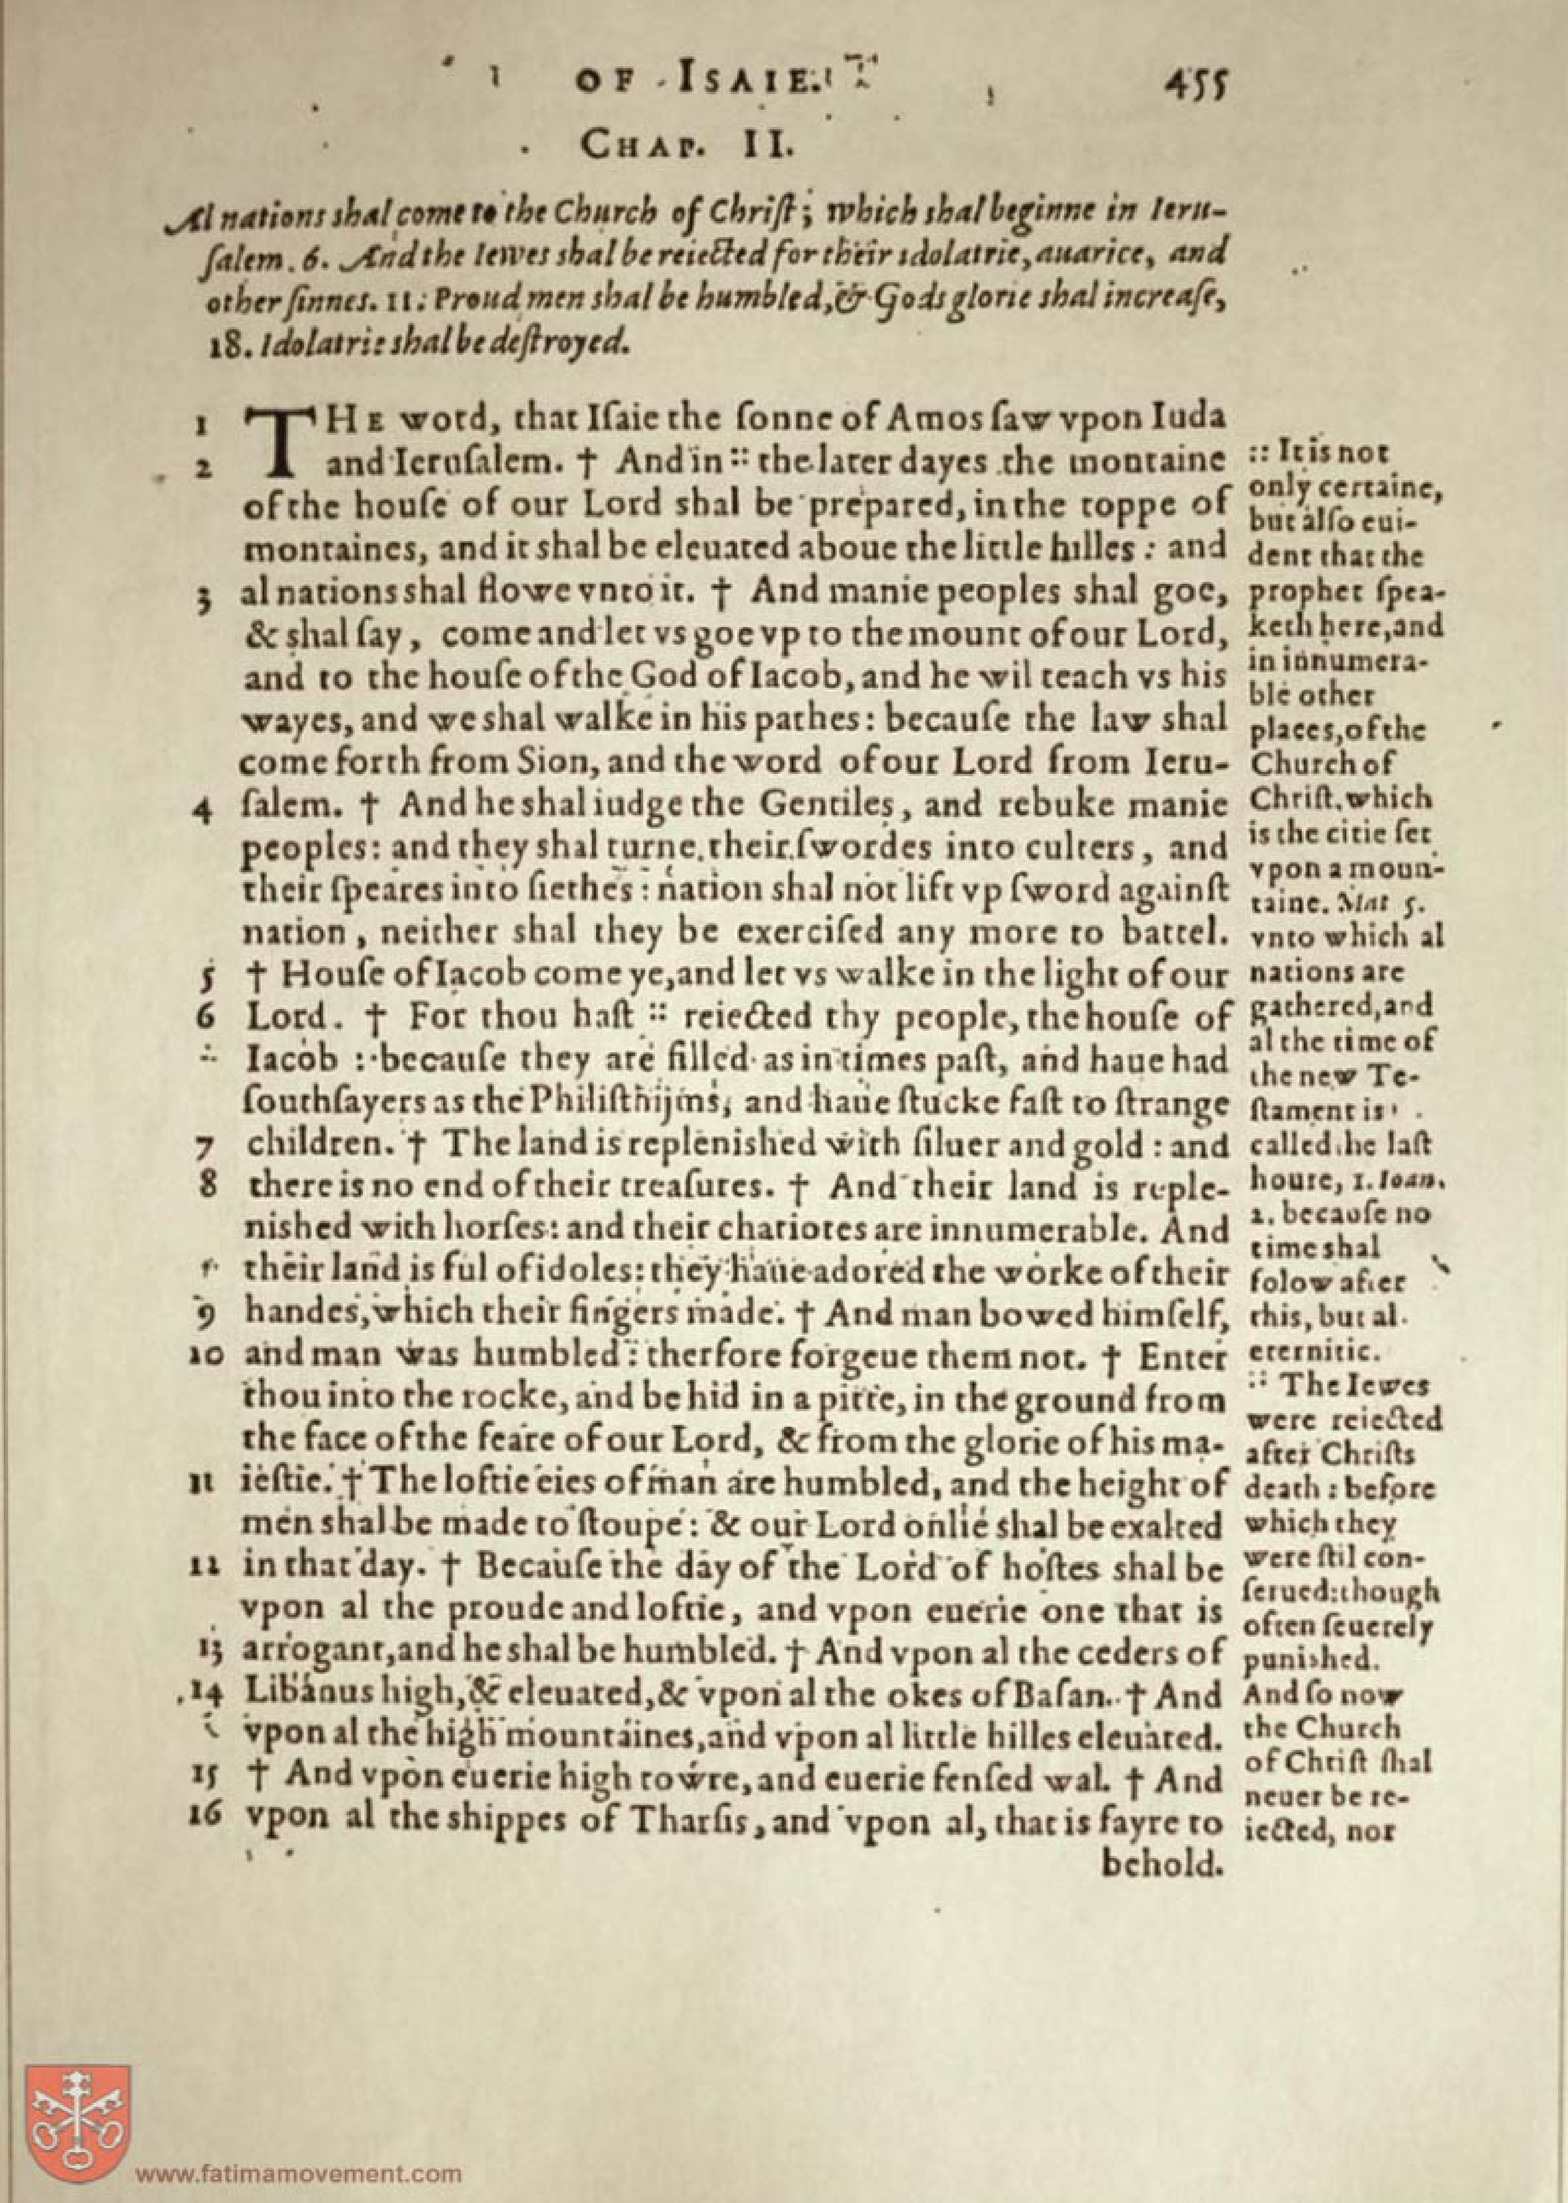 OF ISAIE. 455
CHAP. II.
Al nations shal come to the Church of Chriſt; which shal beginne in Ieru-
ſalem. 6. And the Iewes shal be reiected for their idolatrie, auarice, and
other ſinnes. 11. Proud men shal be humbled, & Gods glorie shal increaſe,
18. Idolatrie shal be deſtroyed.
1 THE word, that Iſaie the ſonne of Amos ſaw vpon Iuda
2 and Ieruſalem. † And in :: the later dayes the montaine
of the houſe of our Lord shal be prepared, in the toppe of
montaines, and it shal be eleuated aboue the little hilles : and
3 al nations shal flowe vnto it. † And manie peoples shal goe,
& shal ſay, come and let vs goe vp to the mount of our Lord,
and to the houſe of the God of Iacob, and he wil teach vs his
wayes, and we shal walke in his pathes: becauſe the law shal
come forth from Sion, and the word of our Lord from Ieru-
4 ſalem. † And he shal iudge the Gentiles, and rebuke manie
peoples: and they shal turne their ſwordes into culters, and
their ſpeares into ſiethes : nation shal not lift vp ſword againſt
nation, neither shal they be exerciſed any more to battel.
5 † Houſe of Iacob come ye, and let vs walke in the light of our
6 Lord. † For thou haſt :: reiected thy people, the houſe of
Iacob : becauſe they are filled as in times paſt, and haue had
ſouthſayers as the Philiſthijms, and haue ſtucke faſt to ſtrange
7 children. † The land is replenished with ſiluer and gold : and
8 there is no end of their treaſures. † And their land is reple-
nished with horſes: and their chariotes are innumerable. And
their land is ful of idoles: they haue adored the worke of their
9 handes, which their fingers made. † And man bowed himſelf,
10 and man was humbled : therfore forgeue them not. † Enter
thou into the rocke, and be hid in a pitte, in the ground from
the face of the feare of our Lord, & from the glorie of his ma-
11 ieſtie. † The loftie eies of man are humbled, and the height of
men shal be made to ſtoupe : & our Lord onlie shal be exalted
12 in that day. † Becauſe the day of the Lord of hoſtes shal be
vpon al the proude and loftie, and vpon euerie one that is
13 arrogant, and he shal be humbled. † And vpon al the ceders of
14 Libanus high, & eleuated, & vpon al the okes of Baſan. † And
vpon al the high mountaines, and vpon al little hilles eleuated.
15 † And vpon euerie high towre, and euerie fenſed wal. † And
16 vpon al the shippes of Tharſis, and vpon al, that is fayre to
behold.
:: It is not
only certaine,
but alſo eui-
dent that the
prophet ſpea-
keth here, and
in innumera-
ble other
places, of the
Church of
Chriſt, which
is the citie ſet
vpon a moun-
taine. Mat 5.
vnto which al
nations are
gathered, and
al the time of
the new Te-
ſtament is
called the laſt
houre, 1. Ioan.
2. becauſe no
time shal
folow after
this, but al
eternitie.
:: The Iewes
were reiected
after Chriſts
death : before
which they
were ſtil con-
ſerued: though
often ſeuerely
punished.
And ſo now
the Church
of Chriſt ſhal
neuer be re-
iected, nor
www.fatimamovement.com